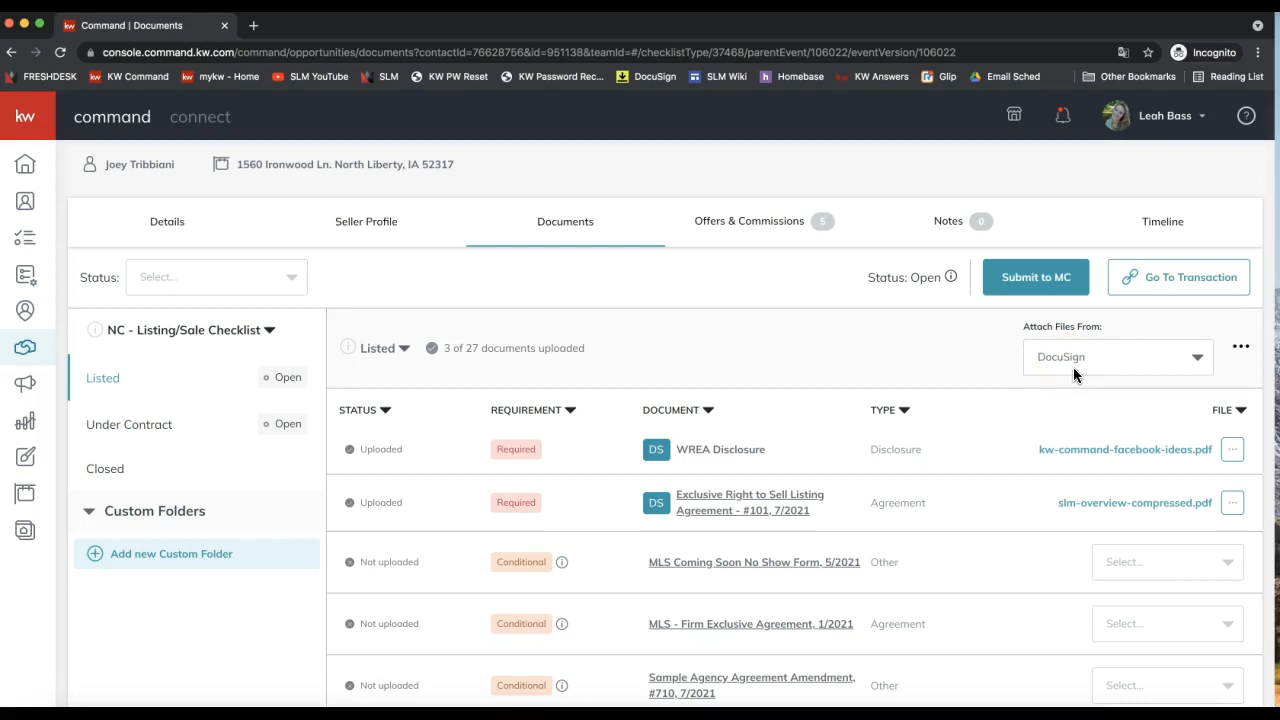 kw Command | Documents
console.command.kw.com/command/opportunities/documents?contactId=76628756&id=951138&teamId=#/checklistType/37468/parentEvent/106022/eventVersion/106022
Incognito
FRESHDESK
kw KW Command
kw mykw - Home
SLM YouTube
SLM
KW PW Reset
KW Password Rec...
DocuSign
SLM Wiki
h Homebase
kw KW Answers
Glip
Email Sched
Other Bookmarks
Reading List
kw command connect
Leah Bass
Joey Tribbiani
1560 Ironwood Ln. North Liberty, IA 52317
Details
Seller Profile
Documents
Offers & Commissions 5
Notes 0
Timeline
Status: Select...
Status: Open
Submit to MC
Go To Transaction
NC - Listing/Sale Checklist
Listed Open
Under Contract Open
Closed
Custom Folders
Add new Custom Folder
Listed
3 of 27 documents uploaded
Attach Files From:
DocuSign
STATUS REQUIREMENT DOCUMENT TYPE FILE
Uploaded Required DS WREA Disclosure Disclosure kw-command-facebook-ideas.pdf ...
Uploaded Required DS Exclusive Right to Sell Listing
Agreement - #101, 7/2021 Agreement slm-overview-compressed.pdf ...
Not uploaded Conditional MLS Coming Soon No Show Form, 5/2021 Other Select...
Not uploaded Conditional MLS - Firm Exclusive Agreement, 1/2021 Agreement Select...
Not uploaded Conditional Sample Agency Agreement Amendment,
#710, 7/2021 Other Select...